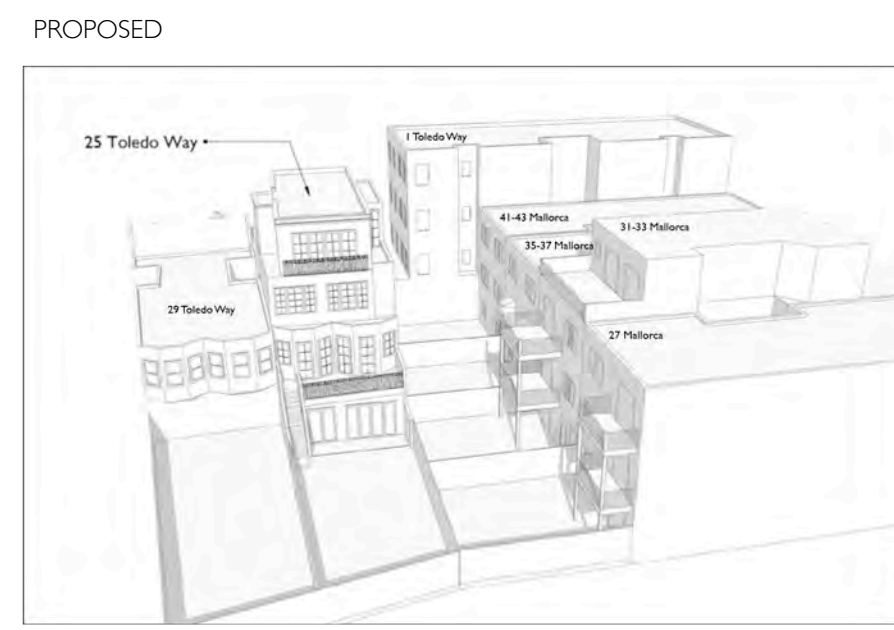 PROPOSED
25 Toledo Way
1 Toledo Way
41-43 Mallorca
31-33 Mallorca
35-37 Mallorca
29 Toledo Way
27 Mallorca